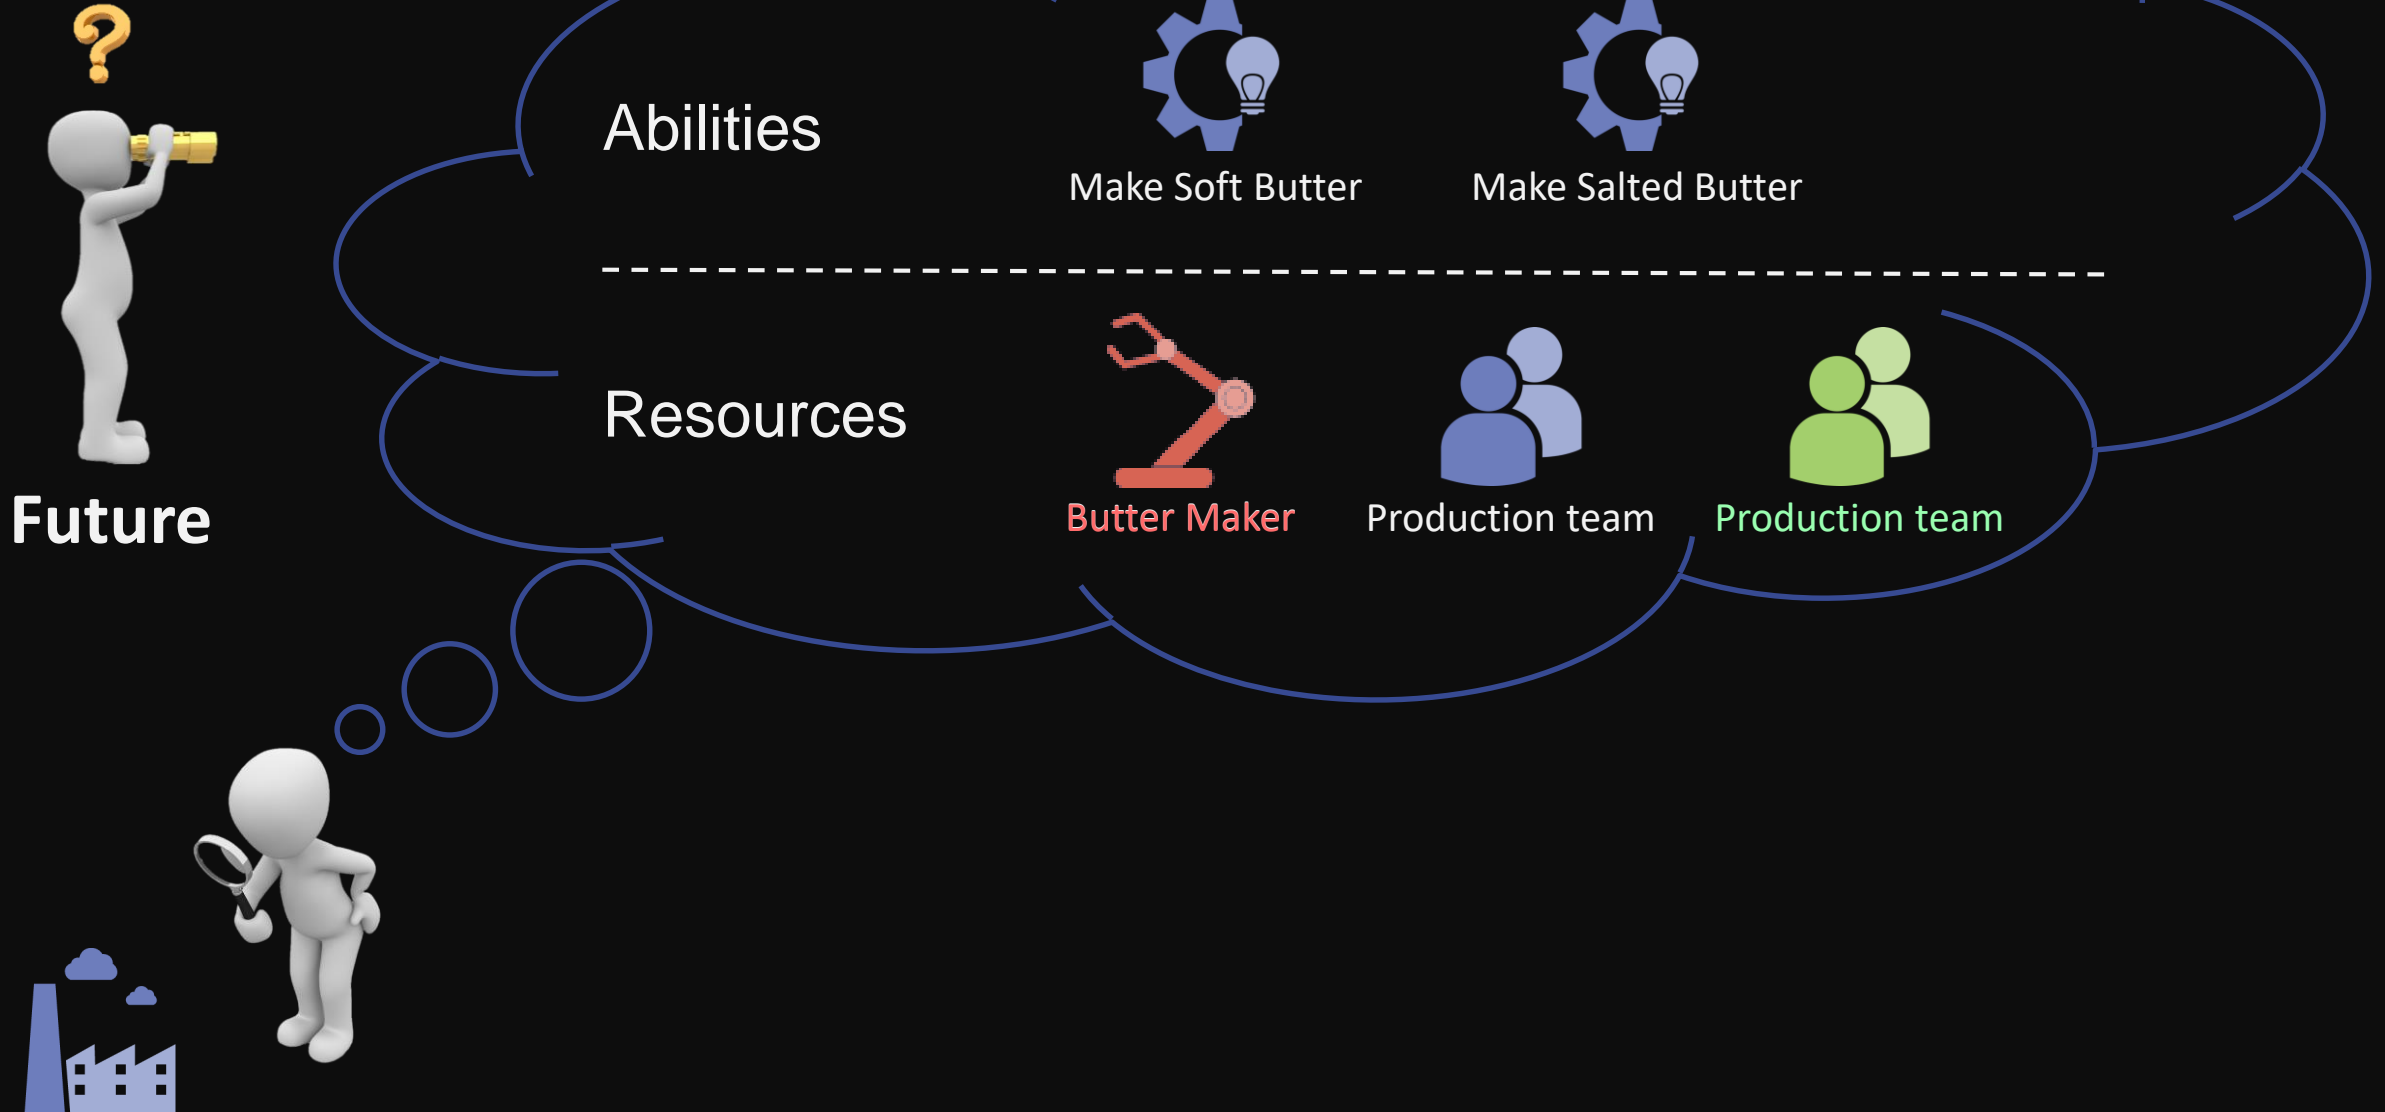 ?
Abilities
Make Soft Butter
Make Salted Butter
Resources
Butter Maker
Production team
Production team
Future